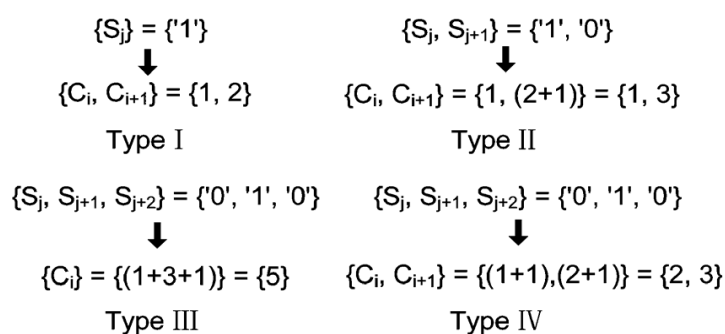 {Sj} = {'1'}
{Ci, Ci+1} = {1, 2}
Type Ⅰ
{Sj, Sj+1} = {'1', '0'}
{Ci, Ci+1} = {1, (2+1)} = {1, 3}
Type Ⅱ
{Sj, Sj+1, Sj+2} = {'0', '1', '0'}
{Ci} = {(1+3+1)} = {5}
Type Ⅲ
{Sj, Sj+1, Sj+2} = {'0', '1', '0'}
{Ci, Ci+1} = {(1+1),(2+1)} = {2, 3}
Type Ⅳ